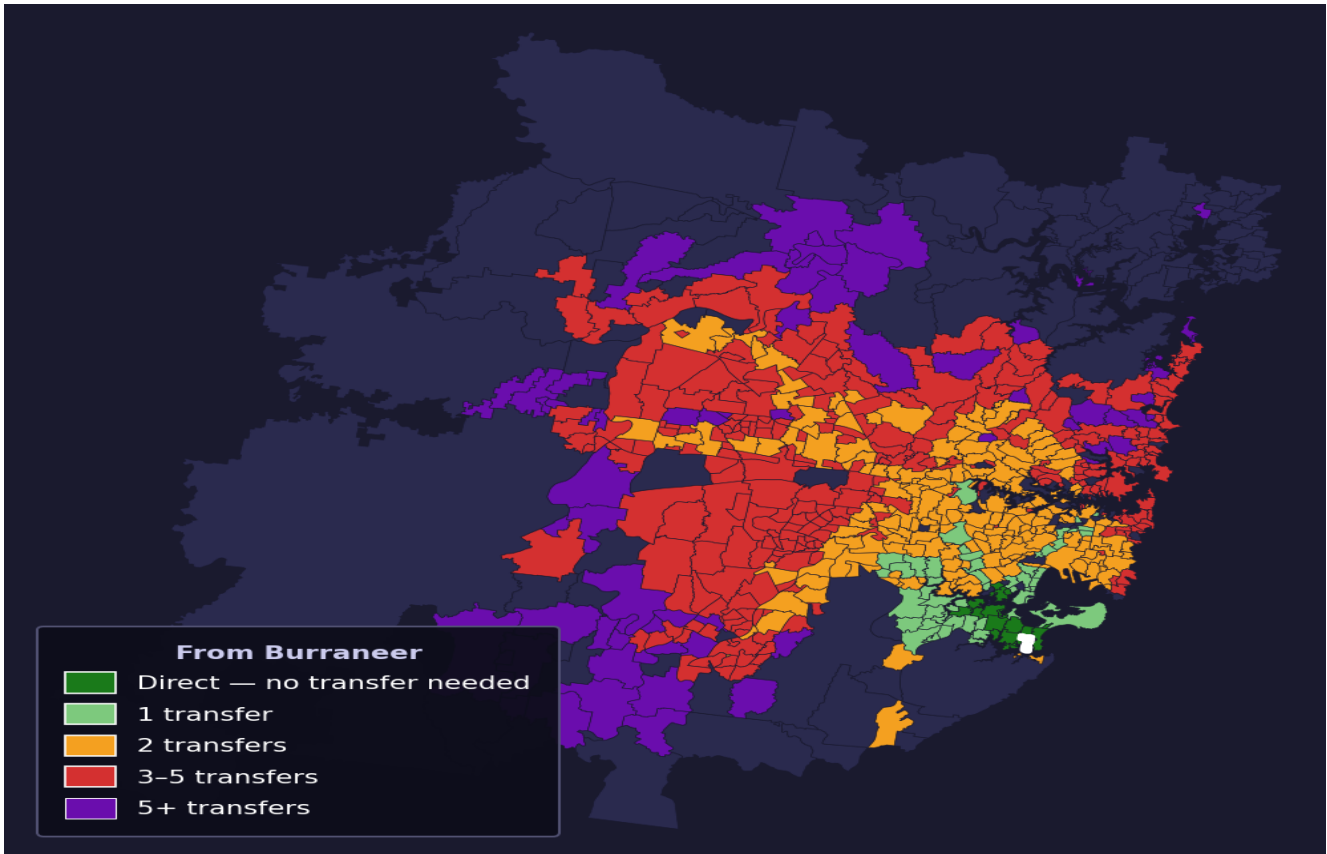 From Burraneer
Direct — no transfer needed
1 transfer
2 transfers
3–5 transfers
5+ transfers